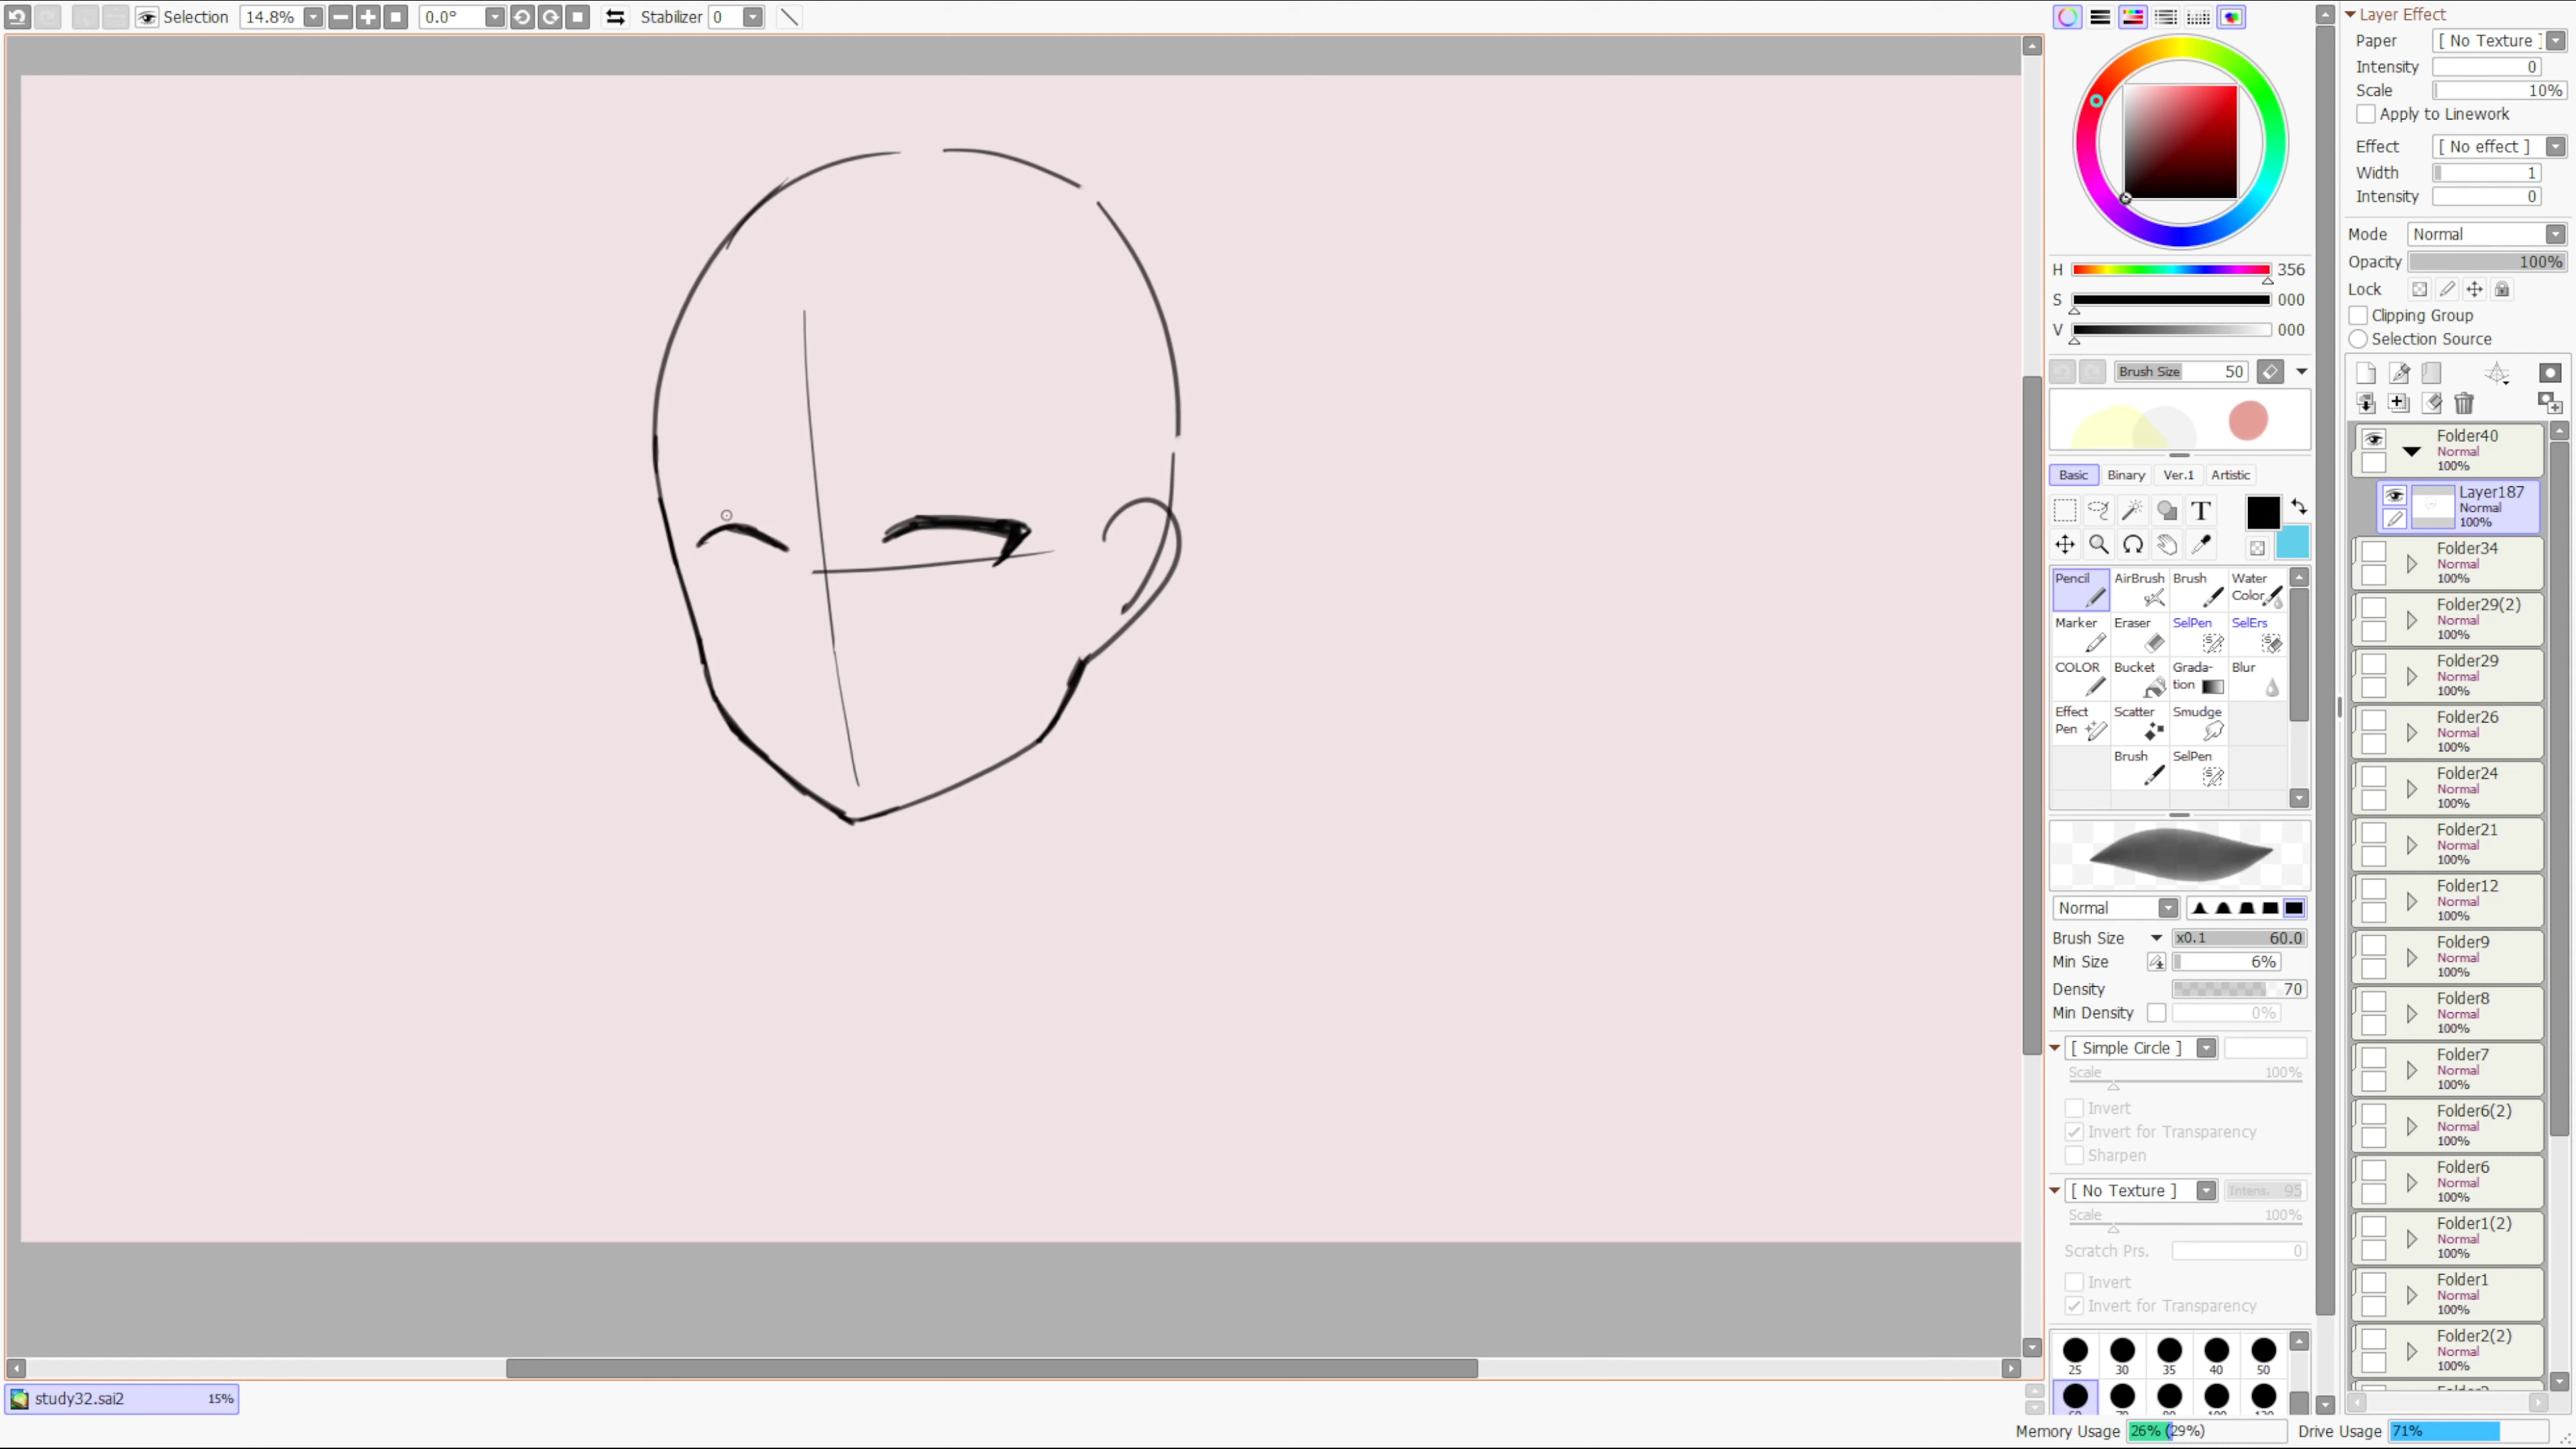 Selection 14.8% 0.0° Stabilizer 0
H 356
S 000
V 000
Brush Size 50
Basic Binary Ver.1 Artistic
T
Pencil AirBrush Brush Water Color
Marker Eraser SelPen SelErs
COLOR Bucket Grada-tion Blur
Effect Pen Scatter Smudge
Brush SelPen
Normal
Brush Size x0.1 60.0
Min Size 6%
Density 70
Min Density 0%
[ Simple Circle ]
Scale 100%
Invert
Invert for Transparency
Sharpen
[ No Texture ] Intens. 95
Scale 100%
Scratch Prs. 0
Invert
Invert for Transparency
25 30 35 40 50
Layer Effect
Paper [ No Texture ]
Intensity 0
Scale 10%
Apply to Linework
Effect [ No effect ]
Width 1
Intensity 0
Mode Normal
Opacity 100%
Lock
Clipping Group
Selection Source
Folder40
Normal
100%
Layer187
Normal
100%
Folder34
Normal
100%
Folder29(2)
Normal
100%
Folder29
Normal
100%
Folder26
Normal
100%
Folder24
Normal
100%
Folder21
Normal
100%
Folder12
Normal
100%
Folder9
Normal
100%
Folder8
Normal
100%
Folder7
Normal
100%
Folder6(2)
Normal
100%
Folder6
Normal
100%
Folder1(2)
Normal
100%
Folder1
Normal
100%
Folder2(2)
Normal
100%
study32.sai2 15%
Memory Usage 26% (29%) Drive Usage 71%